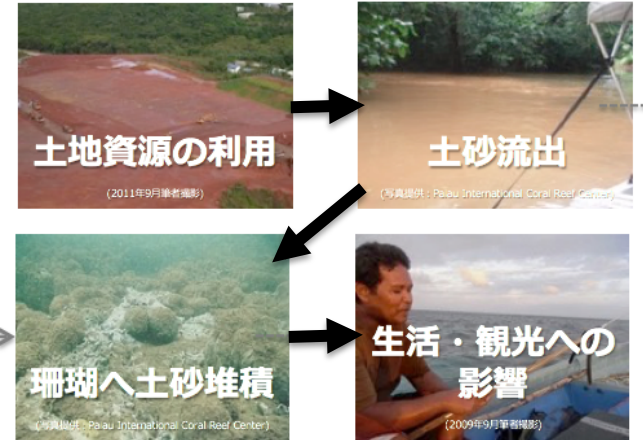 土地資源の利用
(2011年9月筆者撮影)
土砂流出
(写真提供：Palau International Coral Reef Center)
珊瑚へ土砂堆積
(写真提供：Palau International Coral Reef Center)
生活・観光への
影響
(2009年9月筆者撮影)